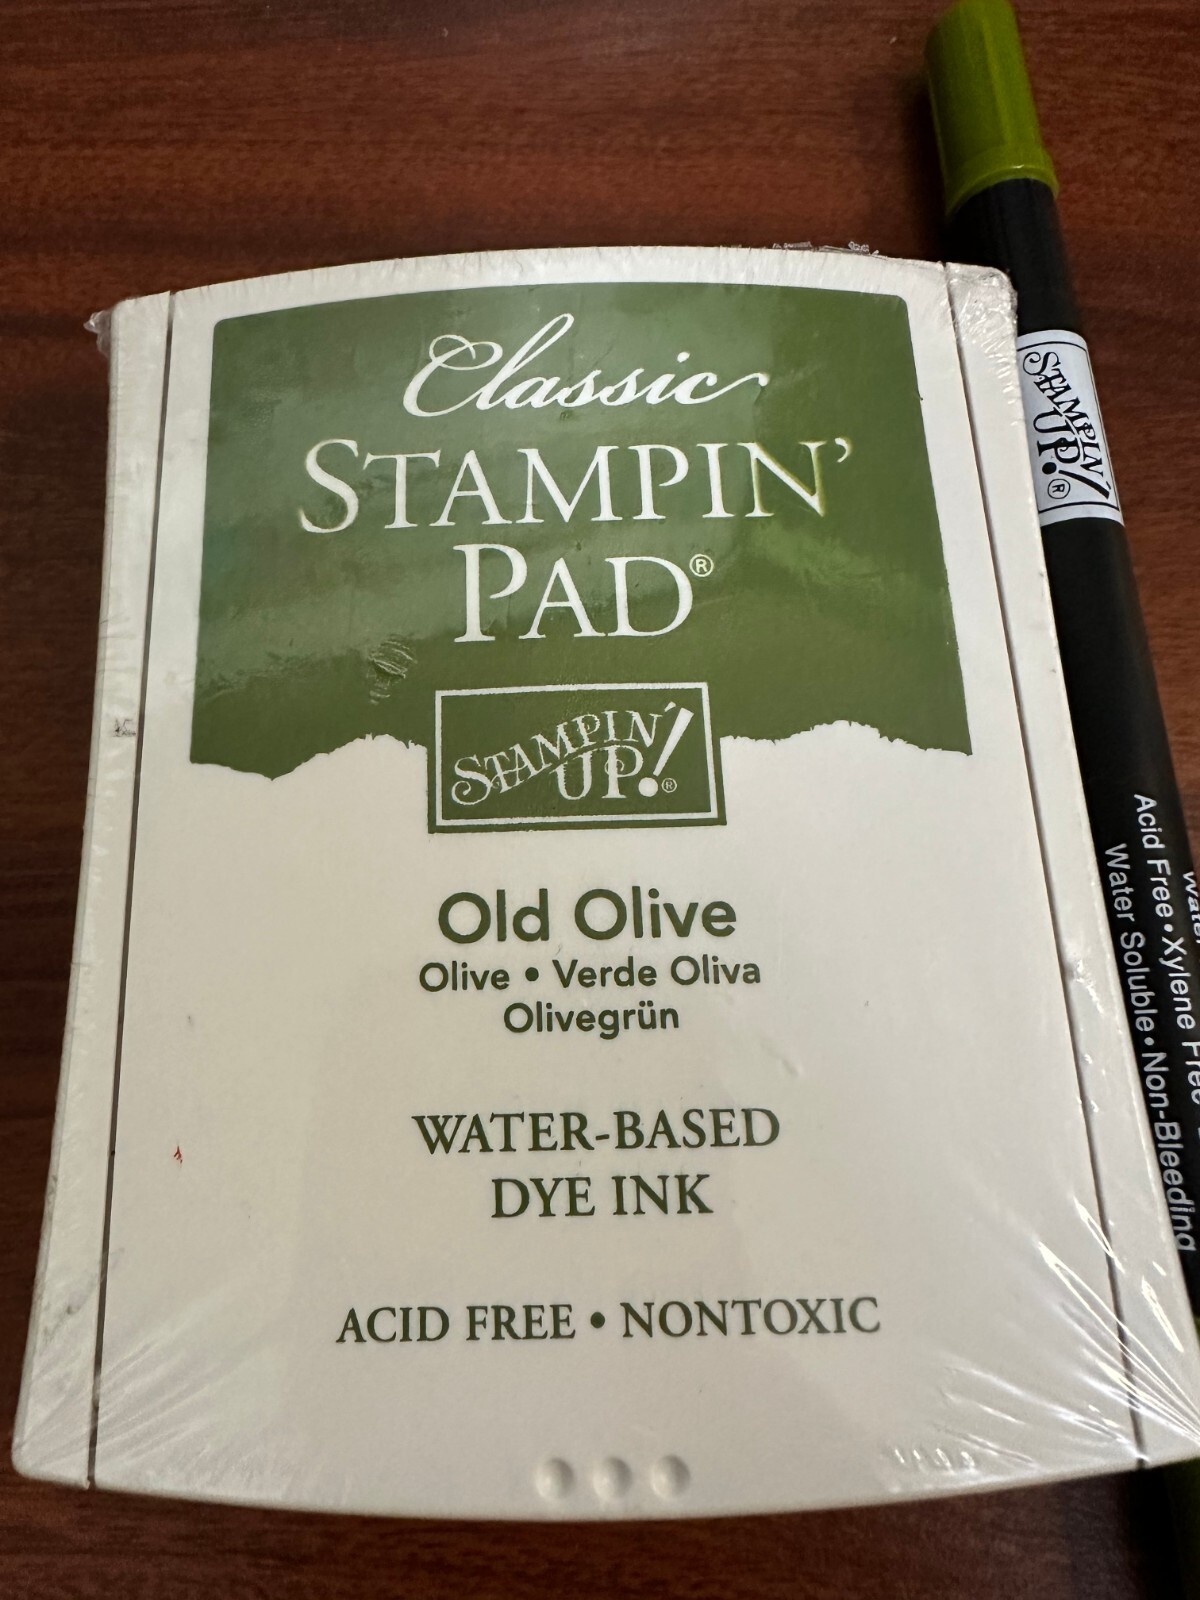 Classic
STAMPIN'
PAD®
STAMPIN'
UP!®
Old Olive
Olive • Verde Oliva
Olivegrün
WATER-BASED
DYE INK
ACID FREE • NONTOXIC
STAMPIN'
UP!®
Acid Free • Xylene Free
Water Soluble • Non-Bleeding